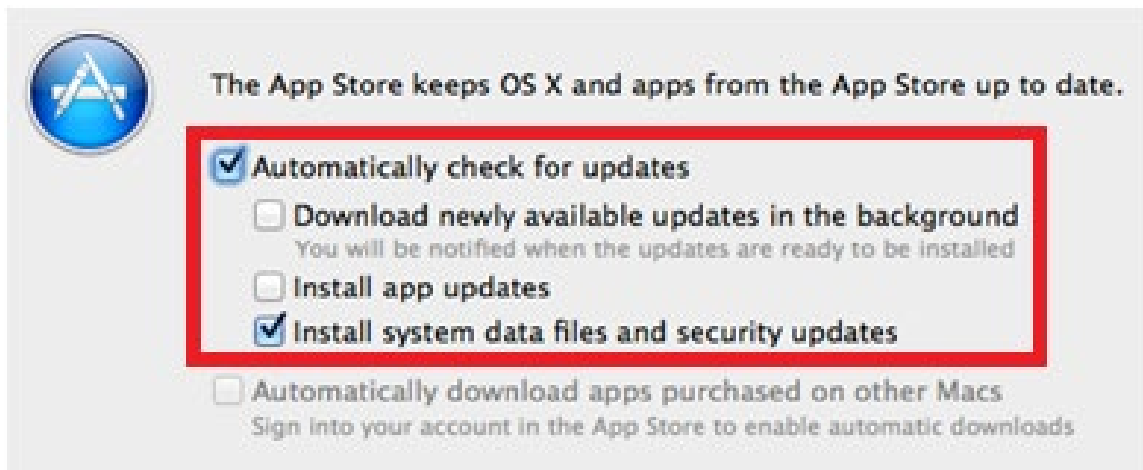 The App Store keeps OS X and apps from the App Store up to date.
Automatically check for updates
Download newly available updates in the background
You will be notified when the updates are ready to be installed
Install app updates
Install system data files and security updates
Automatically download apps purchased on other Macs
Sign into your account in the App Store to enable automatic downloads